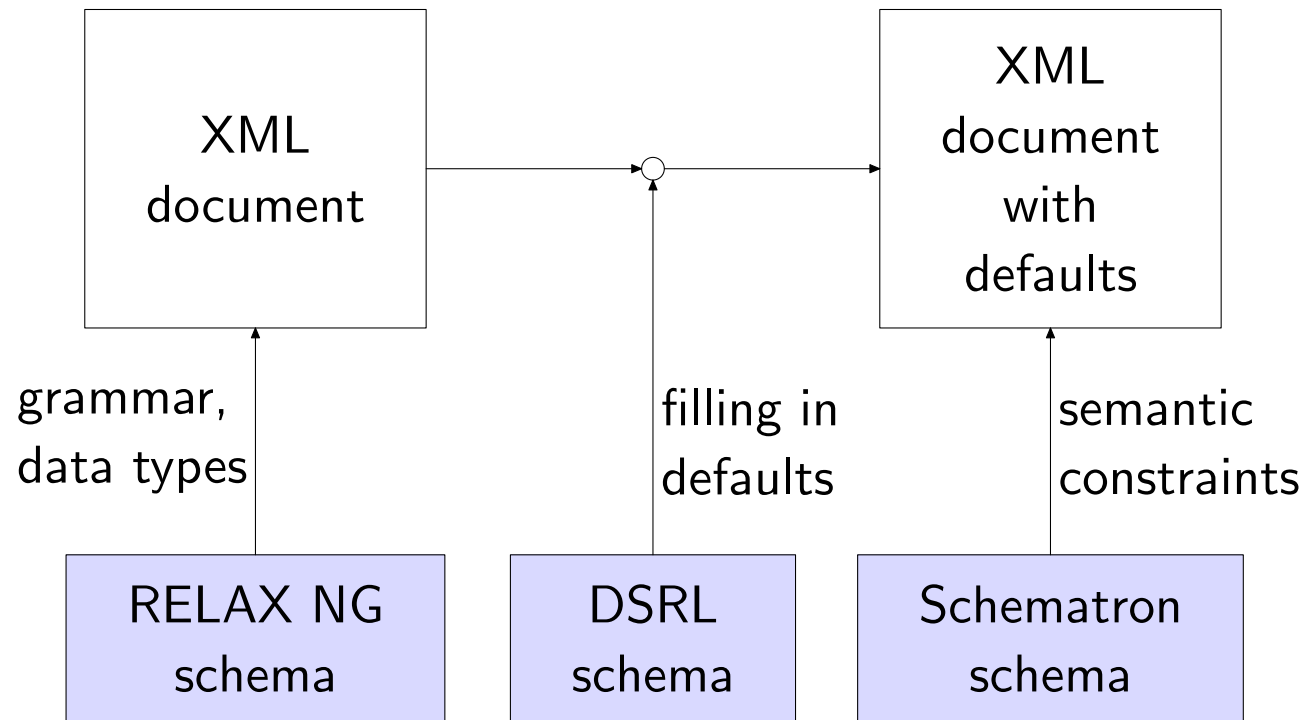 XML
document
XML
document
with
defaults
grammar,
data types
filling in
defaults
semantic
constraints
RELAX NG
schema
DSRL
schema
Schematron
schema